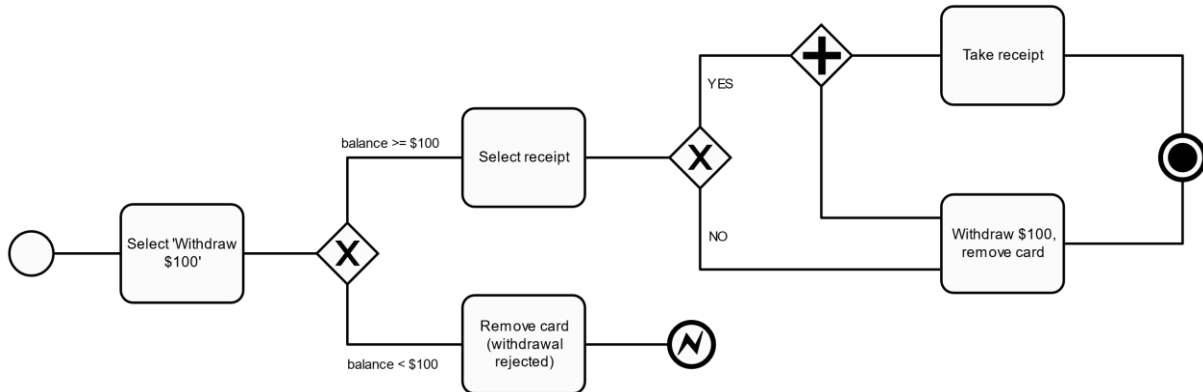 Select 'Withdraw
$100'
balance >= $100
balance < $100
Select receipt
Remove card
(withdrawal
rejected)
YES
NO
Take receipt
Withdraw $100,
remove card